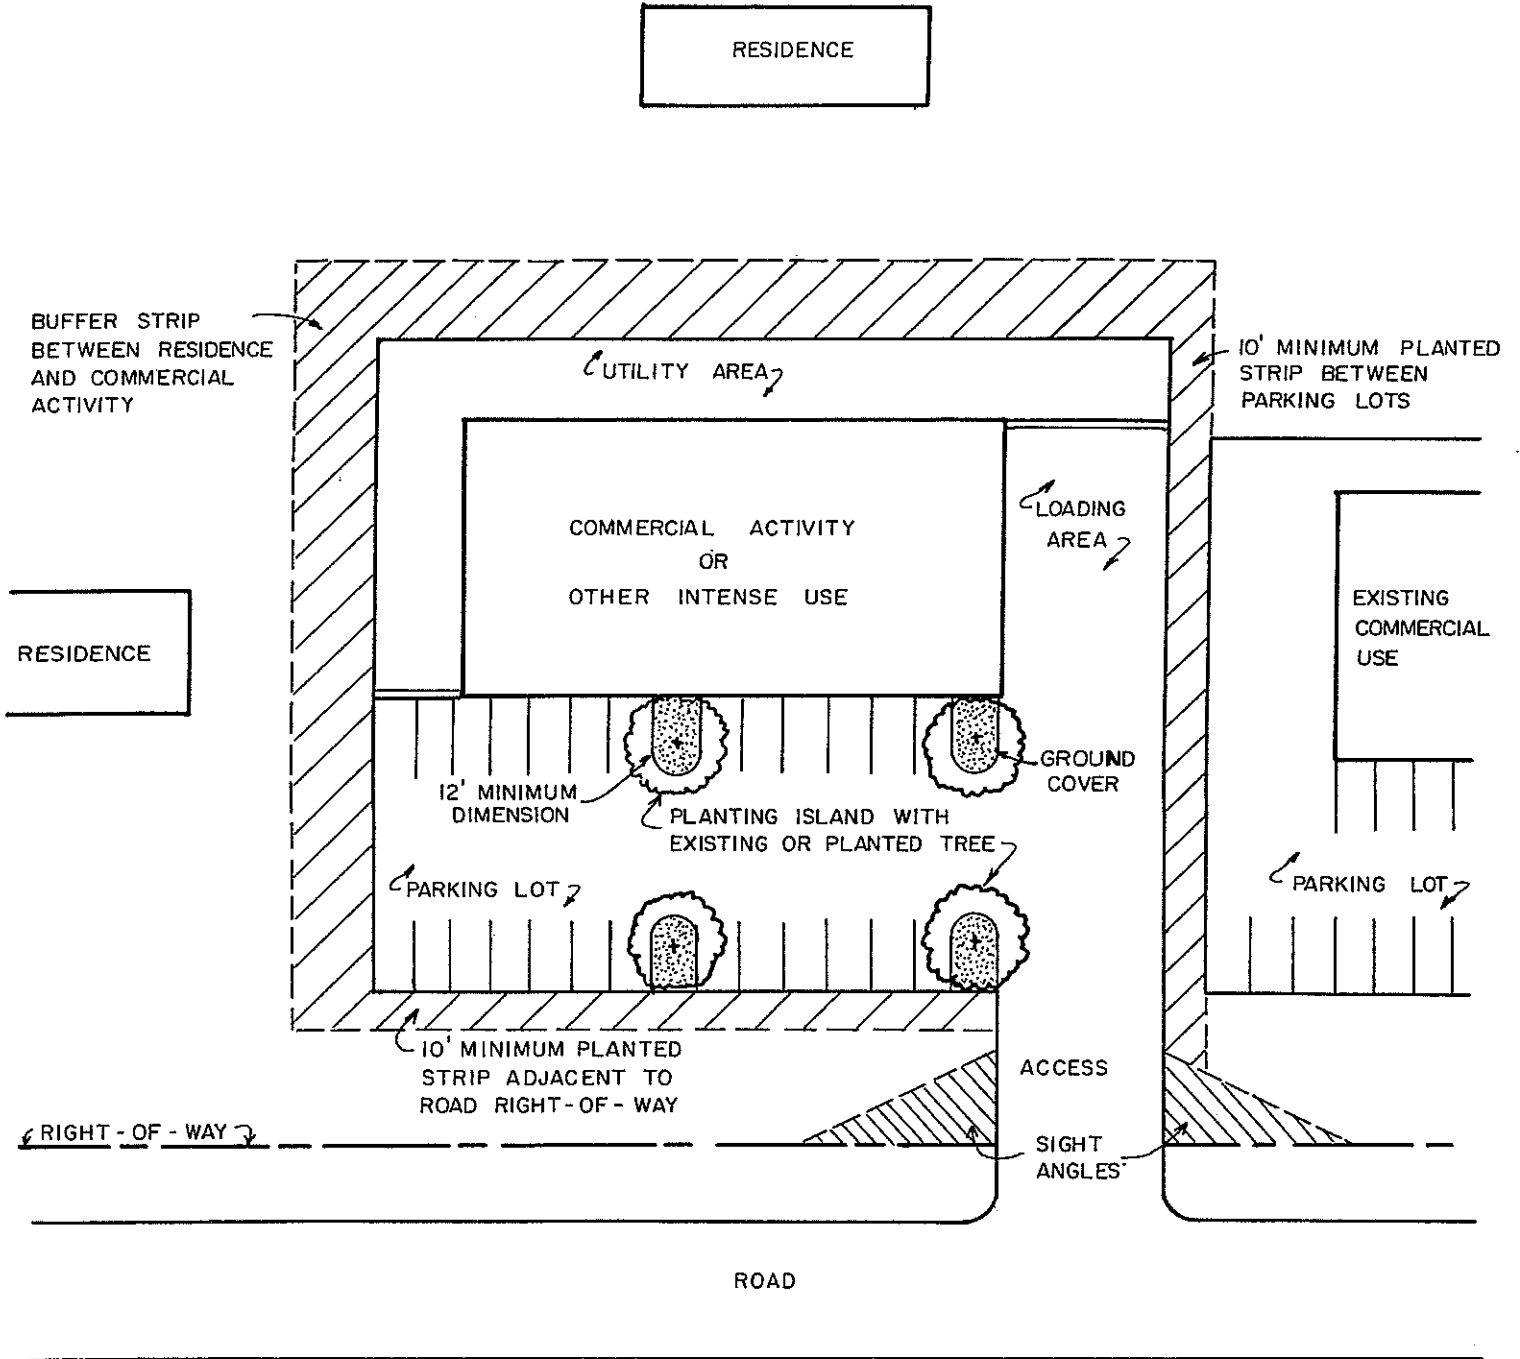 RESIDENCE
BUFFER STRIP
BETWEEN RESIDENCE
AND COMMERCIAL
ACTIVITY
UTILITY AREA
10' MINIMUM PLANTED
STRIP BETWEEN
PARKING LOTS
COMMERCIAL ACTIVITY
OR
OTHER INTENSE USE
LOADING
AREA
EXISTING
COMMERCIAL
USE
RESIDENCE
12' MINIMUM
DIMENSION
GROUND
COVER
PLANTING ISLAND WITH
EXISTING OR PLANTED TREE
PARKING LOT
PARKING LOT
10' MINIMUM PLANTED
STRIP ADJACENT TO
ROAD RIGHT-OF-WAY
ACCESS
RIGHT-OF-WAY
SIGHT
ANGLES
ROAD